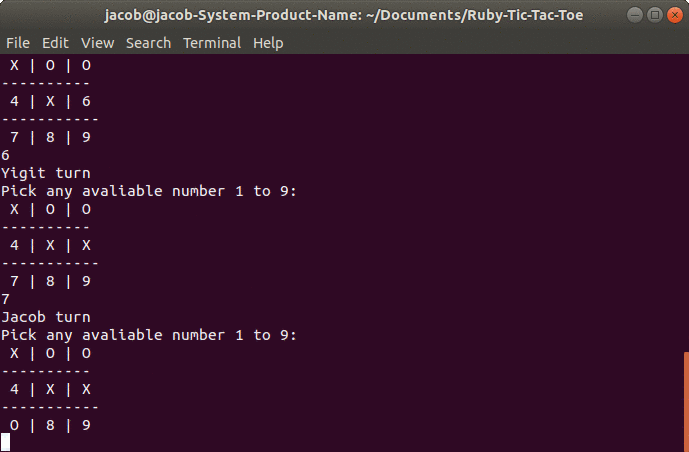 jacob@jacob-System-Product-Name: ~/Documents/Ruby-Tic-Tac-Toe
File Edit View Search Terminal Help
X | O | O
----------
4 | X | 6
-----------
7 | 8 | 9
6
Yigit turn
Pick any avaliable number 1 to 9:
X | O | O
----------
4 | X | X
-----------
7 | 8 | 9
7
Jacob turn
Pick any avaliable number 1 to 9:
X | O | O
----------
4 | X | X
-----------
O | 8 | 9